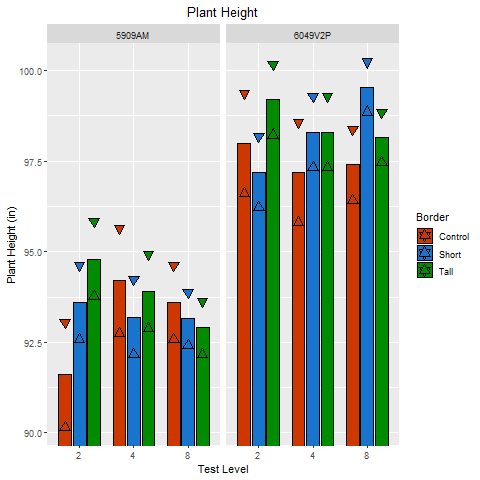 Plant Height
5909AM
6049V2P
Plant Height (in)
100.0
97.5
95.0
92.5
90.0
2
4
8
2
4
8
Test Level
Border
Control
Short
Tall